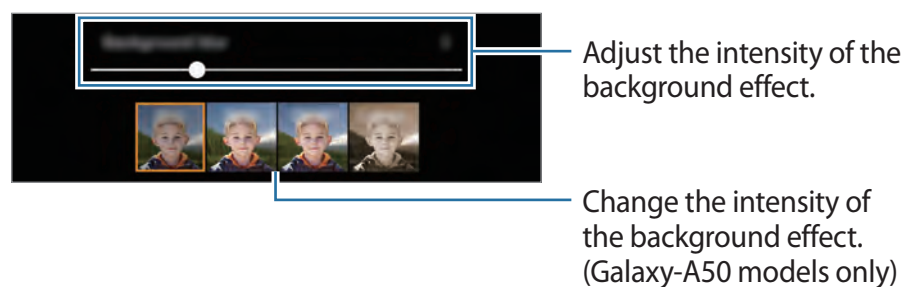 Adjust the intensity of the
background effect.
Change the intensity of
the background effect.
(Galaxy-A50 models only)